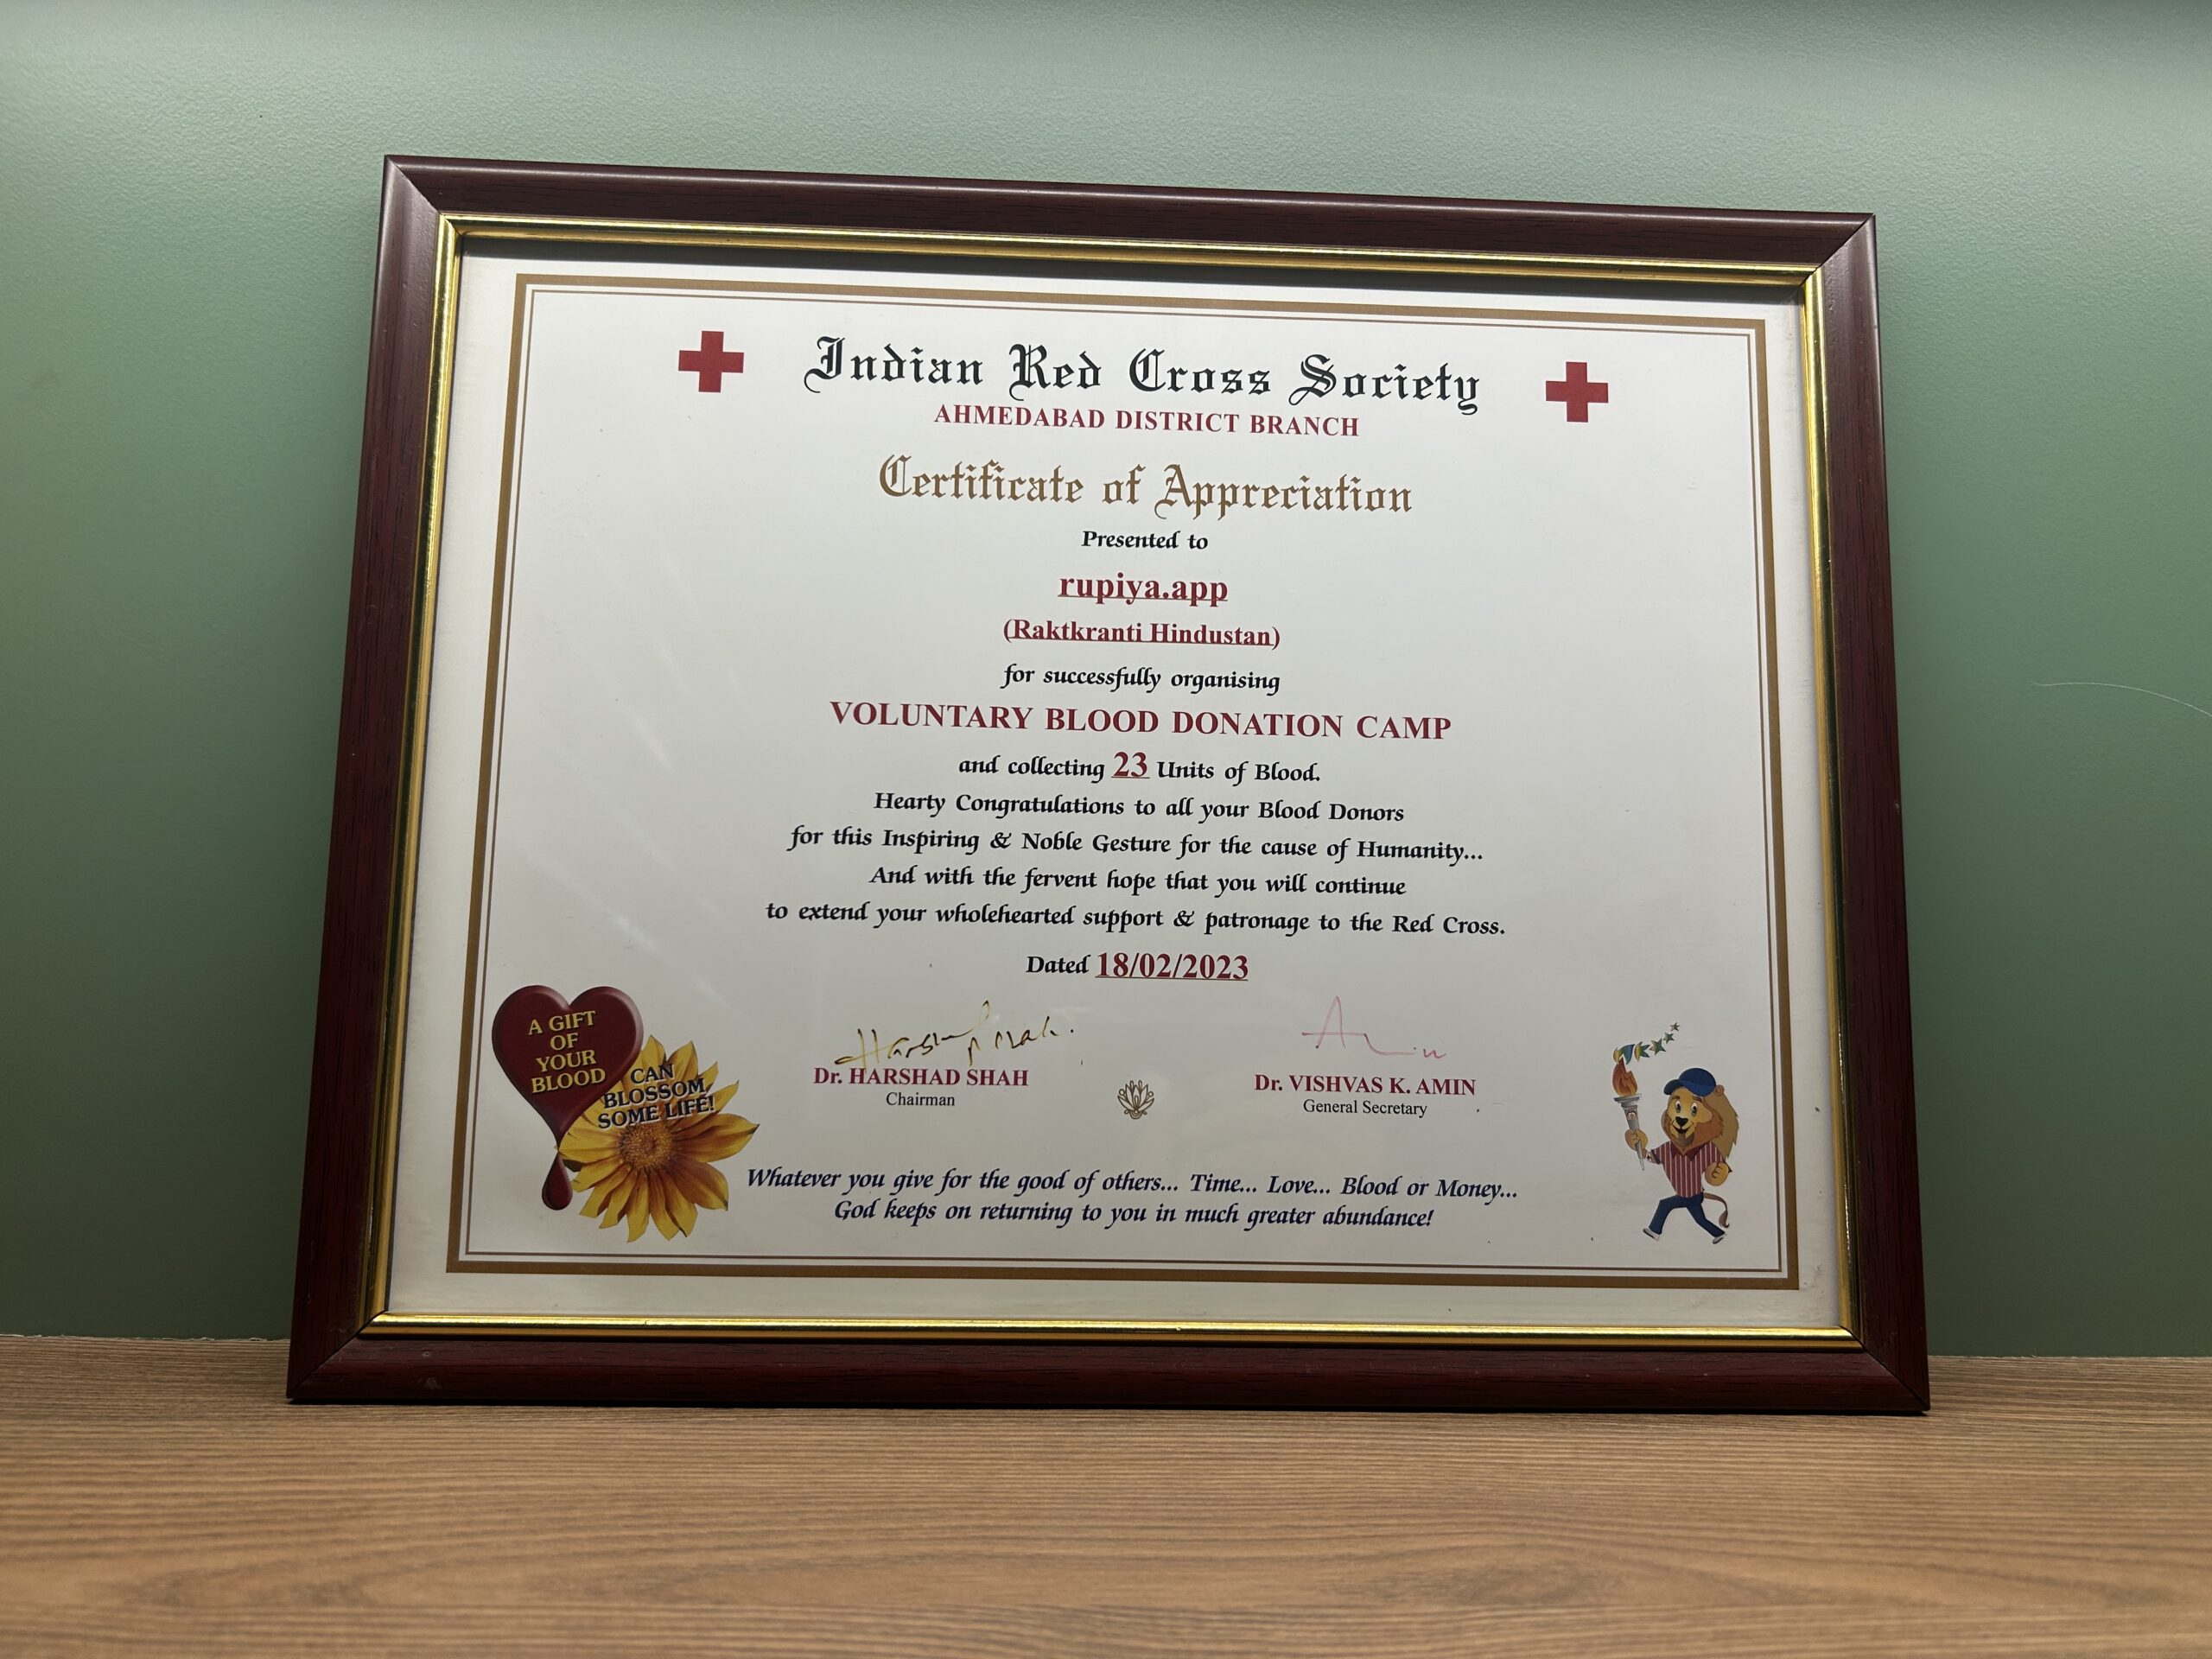 Indian Red Cross Society
AHMEDABAD DISTRICT BRANCH
Certificate of Appreciation
Presented to
rupiya.app
(Raktkranti Hindustan)
for successfully organising
VOLUNTARY BLOOD DONATION CAMP
and collecting 23 Units of Blood.
Hearty Congratulations to all your Blood Donors
for this Inspiring & Noble Gesture for the cause of Humanity...
And with the fervent hope that you will continue
to extend your wholehearted support & patronage to the Red Cross.
Dated 18/02/2023
A GIFT
OF
YOUR
BLOOD
CAN
BLOSSOM
SOME LIFE!
Harshad Shah.
Dr. HARSHAD SHAH
Chairman
Amin
Dr. VISHVAS K. AMIN
General Secretary
Whatever you give for the good of others... Time... Love... Blood or Money...
God keeps on returning to you in much greater abundance!